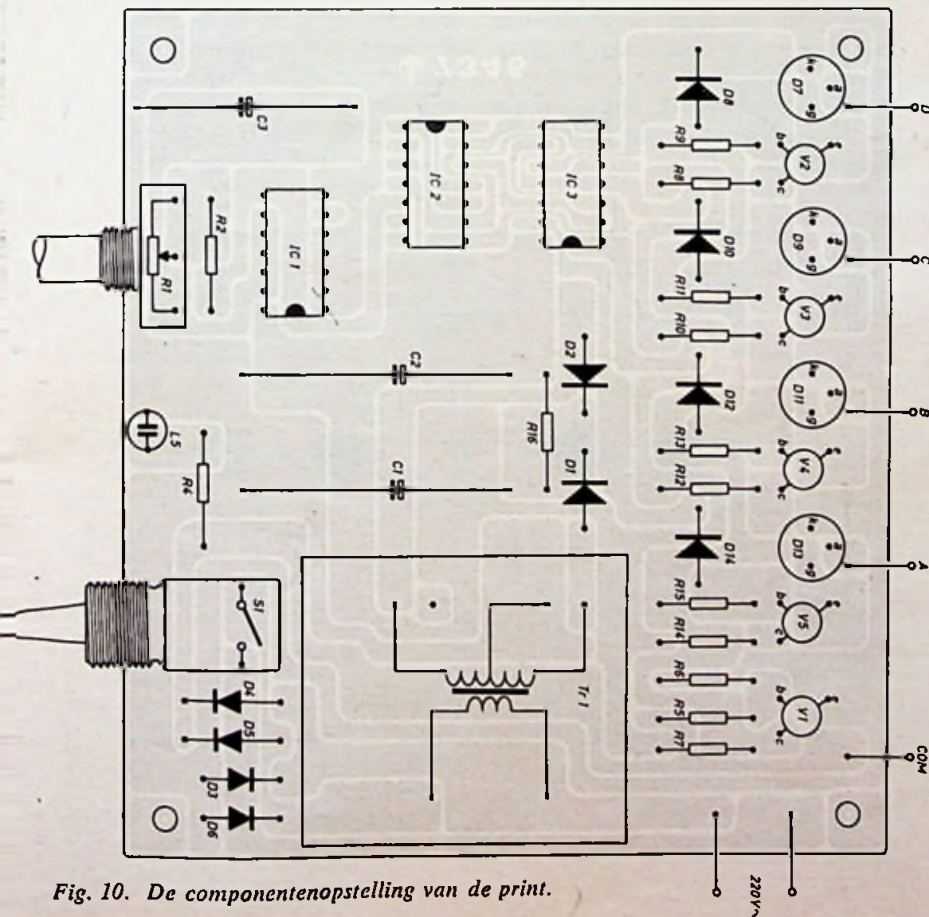 47346
C3
R1
R2
IC 1
IC 2
IC 3
D8
R9
R8
D10
R11
R10
D12
R13
R12
D14
R15
R14
R6
R5
R7
k
a
g
D7
D
b
e
c
V2
k
a
g
D9
C
b
e
c
V3
k
a
g
D11
B
b
e
c
V4
k
a
g
D13
A
b
e
c
V5
b
e
c
V1
COM
220V~
C2
C1
D2
D1
R16
L5
R4
S1
D4
D5
D3
D6
Tr 1
Fig. 10. De componentenopstelling van de print.